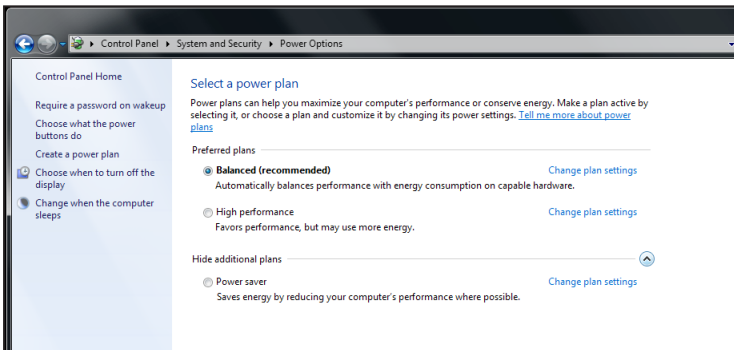 Control Panel ▸ System and Security ▸ Power Options
Control Panel Home
Require a password on wakeup
Choose what the power
buttons do
Create a power plan
Choose when to turn off the
display
Change when the computer
sleeps
Select a power plan
Power plans can help you maximize your computer's performance or conserve energy. Make a plan active by
selecting it, or choose a plan and customize it by changing its power settings. Tell me more about power
plans
Preferred plans
Balanced (recommended) Change plan settings
Automatically balances performance with energy consumption on capable hardware.
High performance Change plan settings
Favors performance, but may use more energy.
Hide additional plans
Power saver Change plan settings
Saves energy by reducing your computer's performance where possible.